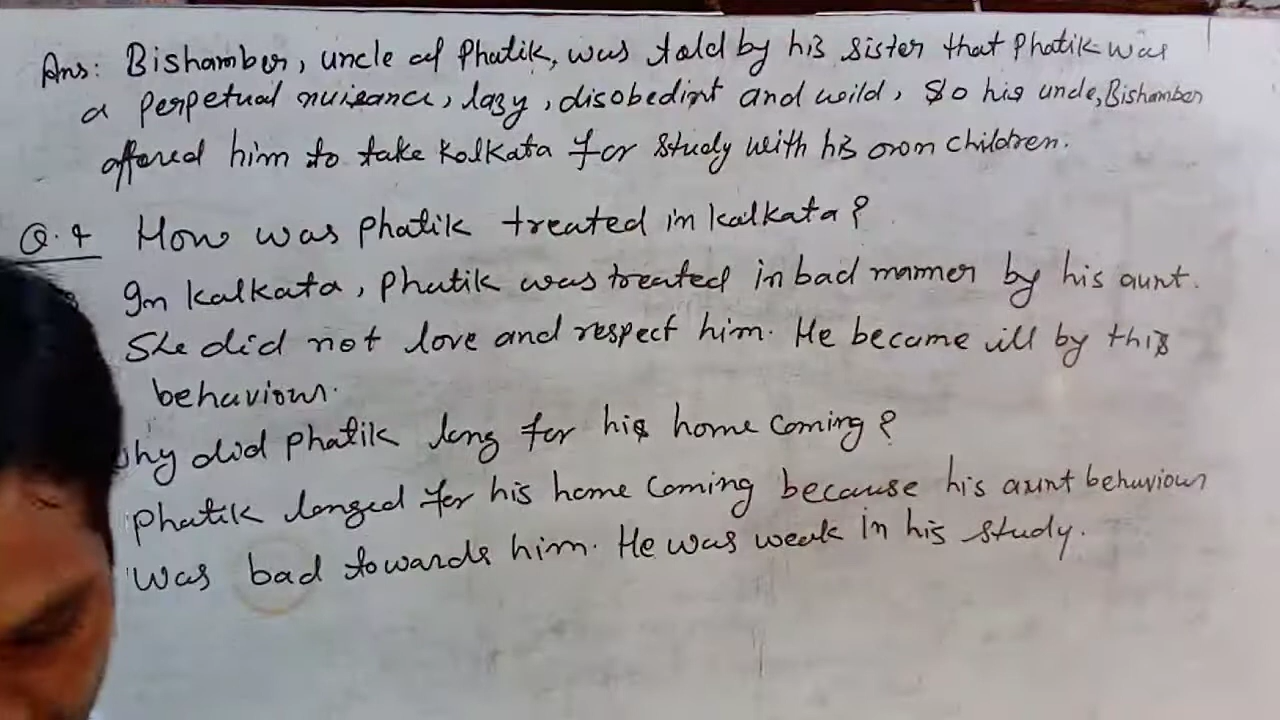 Ans: Bishamber, uncle of Phatik, was told by his sister that Phatik was
a perpetual nuisance, lazy, disobedint and wild, So his uncle, Bishamber
offered him to take Kolkata for study with his own children.
Q.4 How was phatik treated in kalkata?
In kalkata, phatik was treated in bad manner by his aunt.
She did not love and respect him. He became ill by this
behaviour.
hy did phatik long for his home coming?
phatik longed for his home coming because his aunt behaviour
was bad towards him. He was weak in his study.